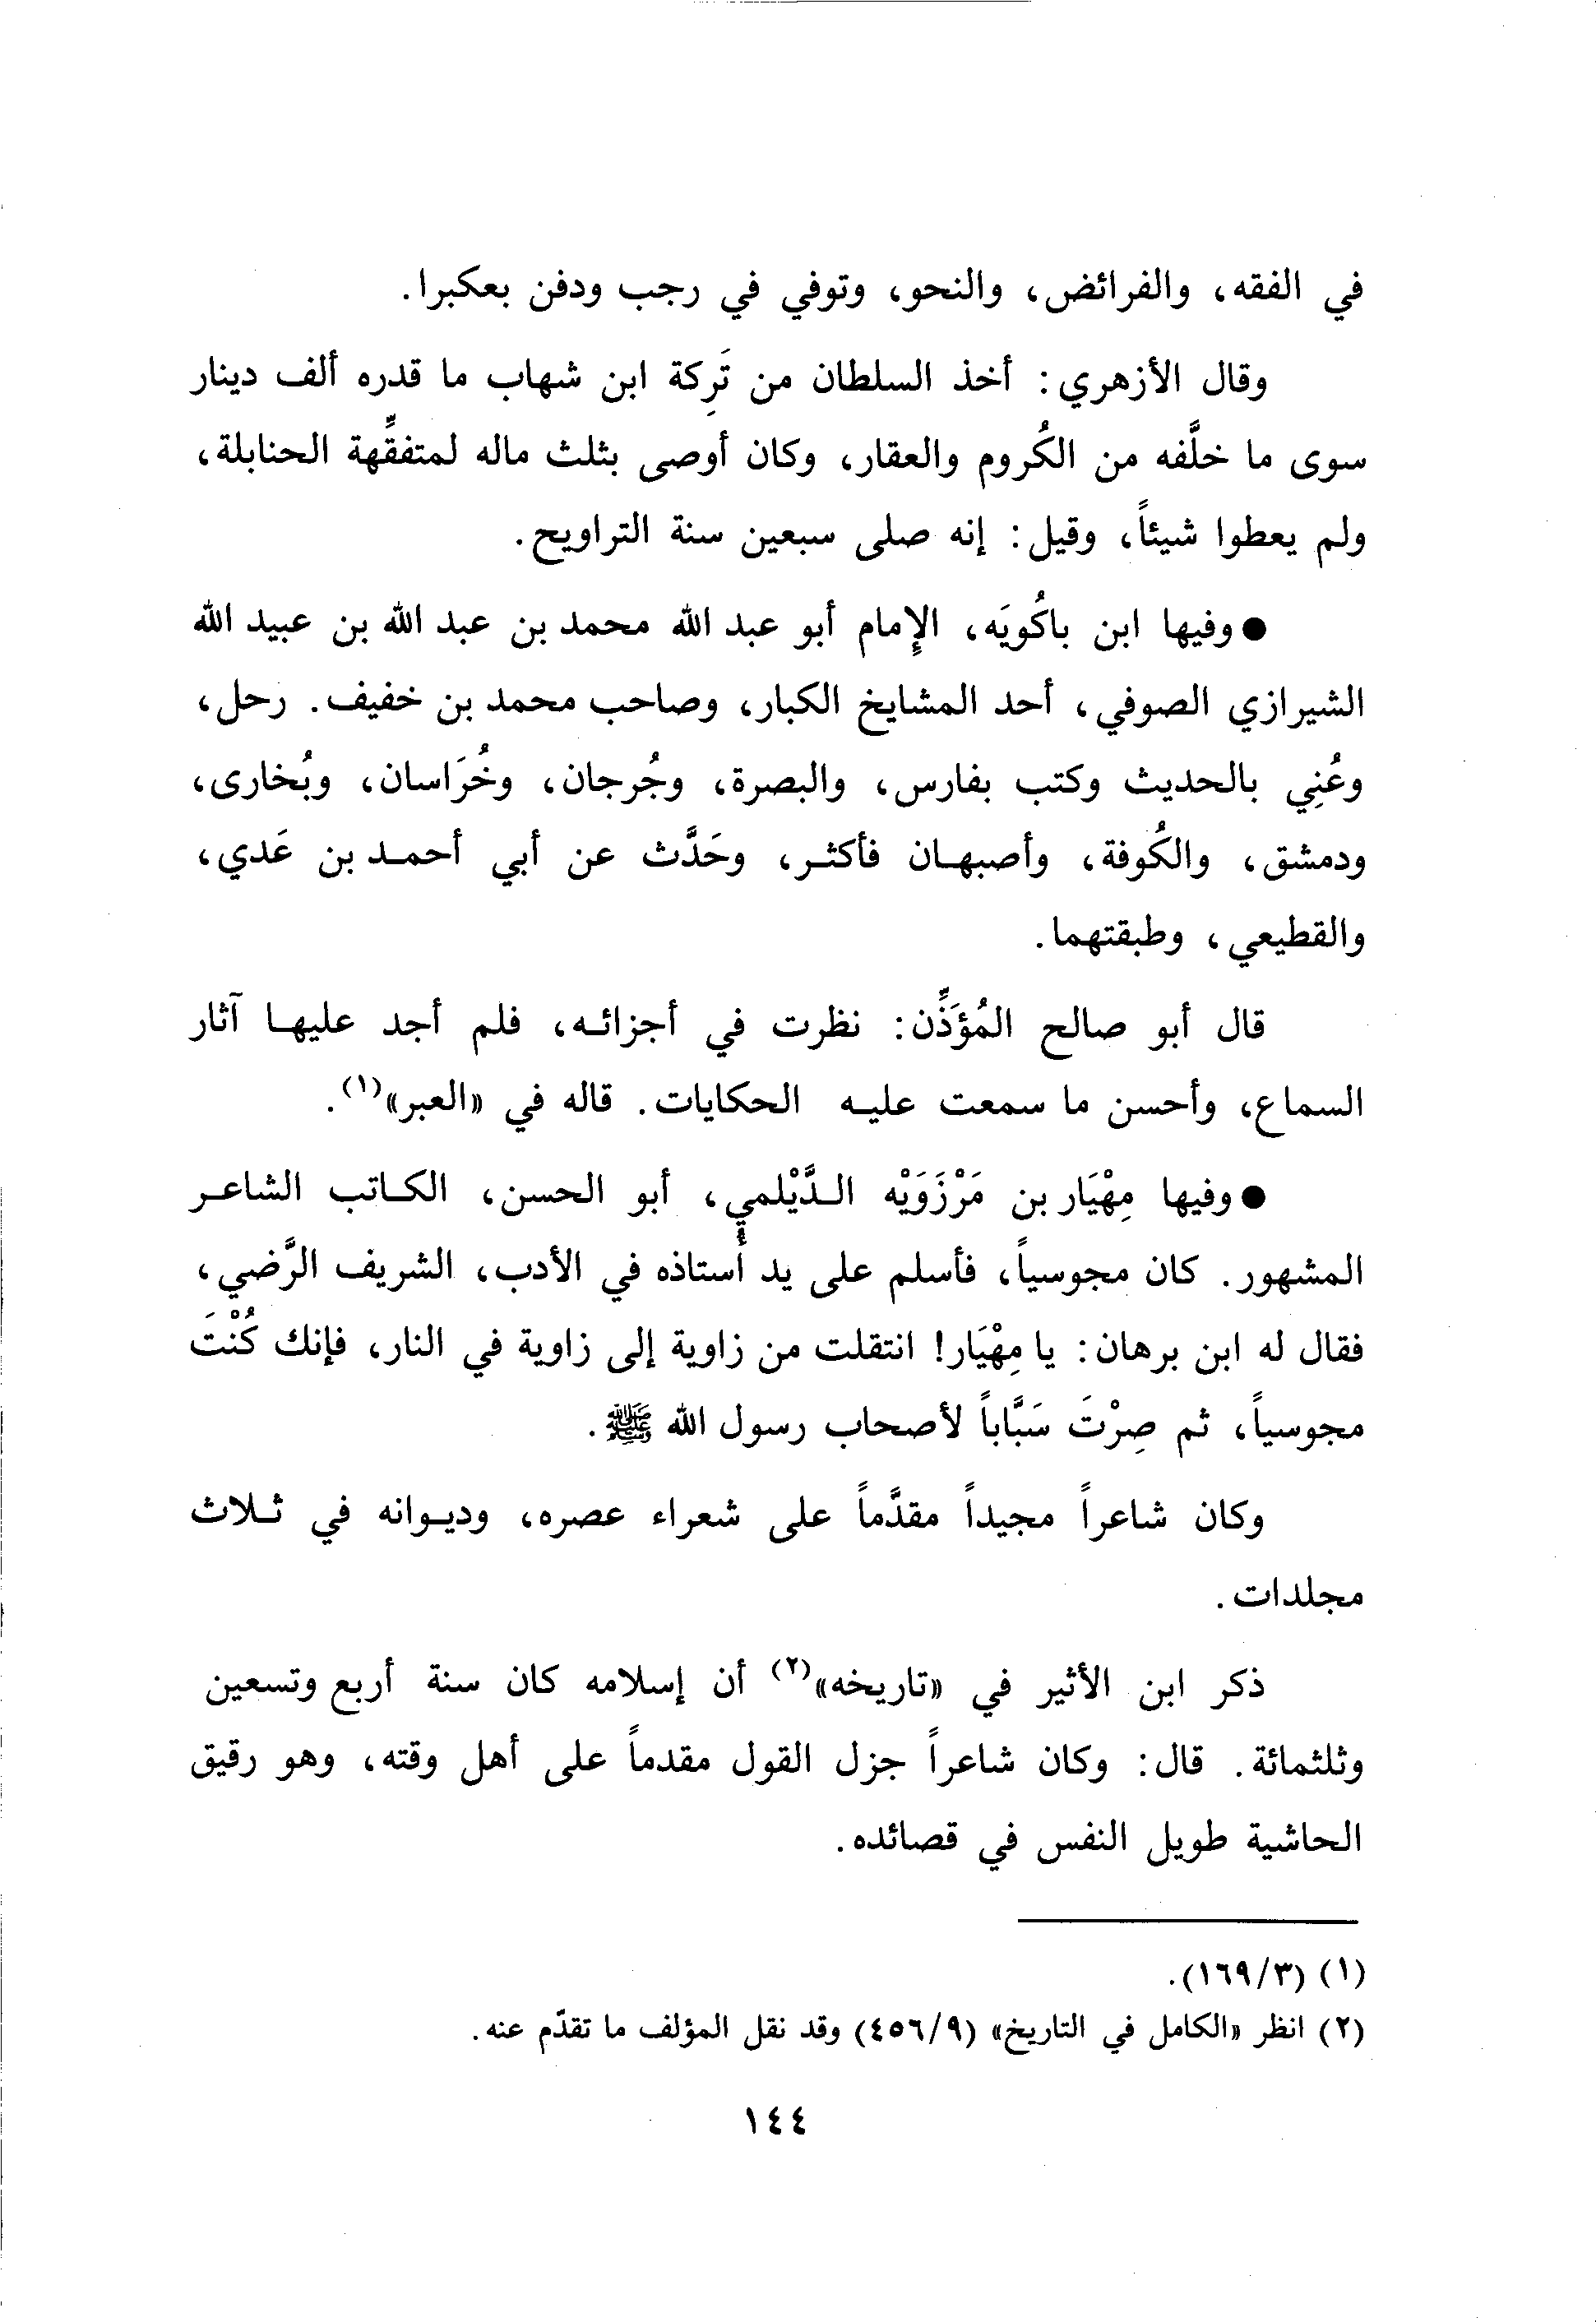 في الفقه، والفرائض، والنحو، وتوفي في رجب ودفن بعكبرا.
وقال الأزهري: أخذ السلطان من تَرِكة ابن شهاب ما قدره ألف دينار
سوى ما خلَّفه من الكُروم والعقار، وكان أوصى بثلث ماله لمتفقِّهة الحنابلة،
ولم يعطوا شيئاً، وقيل: إنه صلى سبعين سنة التراويح.
● وفيها ابن باكُويَه، الإِمام أبو عبد الله محمد بن عبد الله بن عبيد الله
الشيرازي الصوفي، أحد المشايخ الكبار، وصاحب محمد بن خفيف. رحل،
وعُنِي بالحديث وكتب بفارس، والبصرة، وجُرجان، وخُرَاسان، وبُخارى،
ودمشق، والكُوفة، وأصبهان فأكثر، وحَدَّث عن أبي أحمد بن عَدي،
والقطيعي، وطبقتهما.
قال أبو صالح المُؤَذِّن: نظرت في أجزائه، فلم أجد عليها آثار
السماع، وأحسن ما سمعت عليه الحكايات. قاله في «العبر»(١).
● وفيها مِهْيَار بن مَرْزَوَيْه الدَّيْلمي، أبو الحسن، الكاتب الشاعر
المشهور. كان مجوسياً، فأسلم على يد أُستاذه في الأدب، الشريف الرَّضي،
فقال له ابن برهان: يا مِهْيَار! انتقلت من زاوية إلى زاوية في النار، فإنك كُنْتَ
مجوسياً، ثم صِرْتَ سَبَّاباً لأصحاب رسول الله ﷺ.
وكان شاعراً مجيداً مقدَّماً على شعراء عصره، وديوانه في ثلاث
مجلدات.
ذكر ابن الأثير في «تاريخه»(٢) أن إسلامه كان سنة أربع وتسعين
وثلثمائة. قال: وكان شاعراً جزل القول مقدماً على أهل وقته، وهو رقيق
الحاشية طويل النفس في قصائده.
(١) (٣/١٦٩).
(٢) انظر «الكامل في التاريخ» (٩/٤٥٦) وقد نقل المؤلف ما تقدّم عنه.
١٤٤